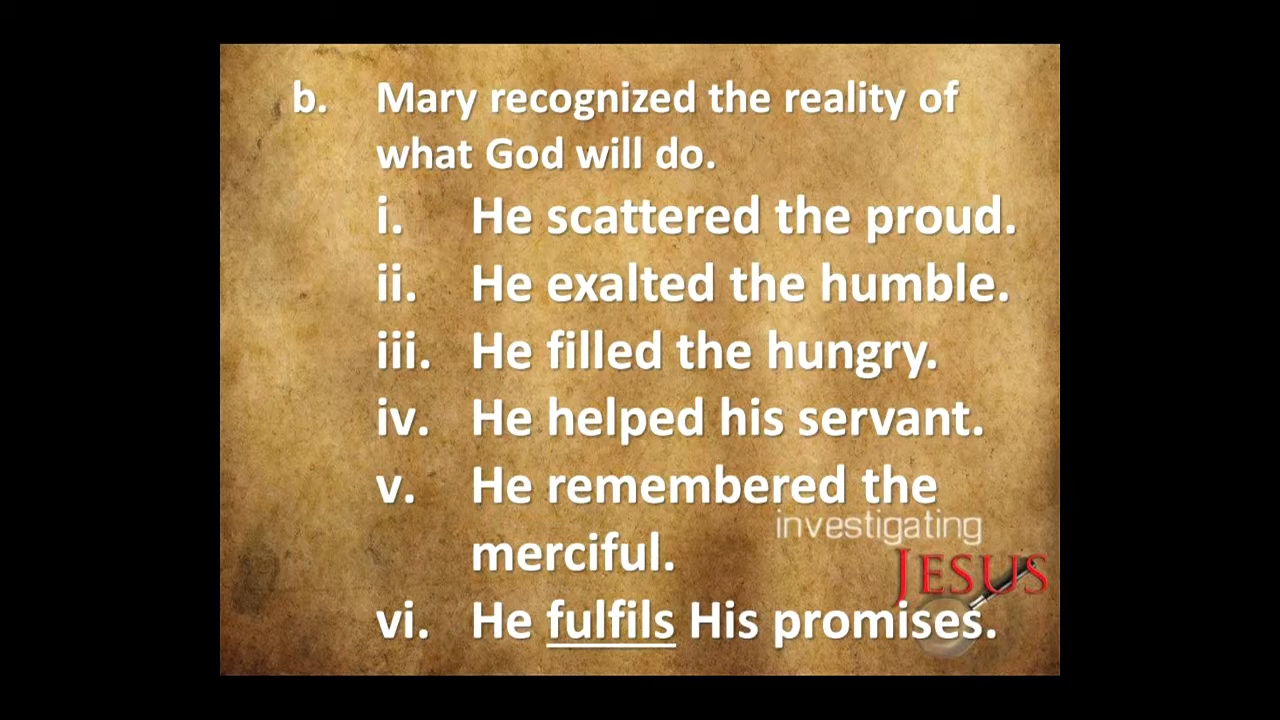 b. Mary recognized the reality of
what God will do.
i. He scattered the proud.
ii. He exalted the humble.
iii. He filled the hungry.
iv. He helped his servant.
v. He remembered the
merciful.
vi. He fulfils His promises.
investigating
JESUS